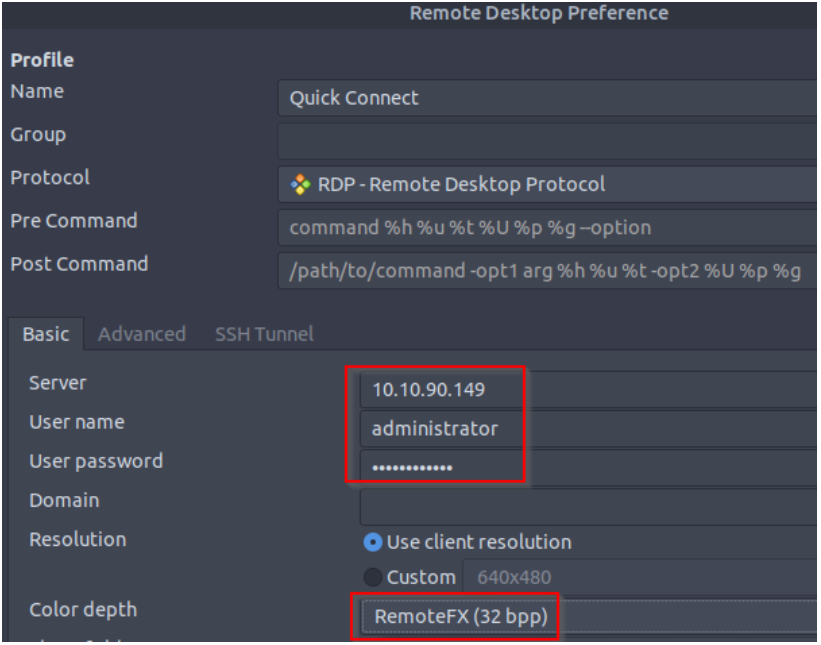 Remote Desktop Preference
Profile
Name Quick Connect
Group
Protocol RDP - Remote Desktop Protocol
Pre Command command %h %u %t %U %p %g --option
Post Command /path/to/command -opt1 arg %h %u %t -opt2 %U %p %g
Basic Advanced SSH Tunnel
Server 10.10.90.149
User name administrator
User password ••••••••••••
Domain
Resolution Use client resolution
Custom 640x480
Color depth RemoteFX (32 bpp)